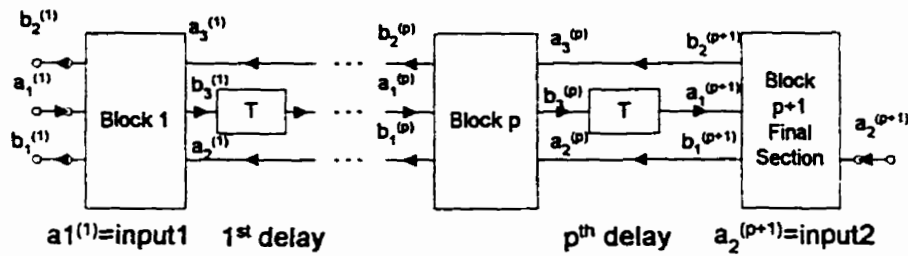 b₂⁽¹⁾ a₃⁽¹⁾ b₂⁽ᵖ⁾ a₃⁽ᵖ⁾ b₂⁽ᵖ⁺¹⁾
a₁⁽¹⁾ Block 1 b₃⁽¹⁾ T a₁⁽ᵖ⁾ Block p b₃⁽ᵖ⁾ T a₁⁽ᵖ⁺¹⁾ Block
p+1
Final
Section
a₂⁽ᵖ⁺¹⁾
b₁⁽¹⁾ a₂⁽¹⁾ b₁⁽ᵖ⁾ a₂⁽ᵖ⁾ b₁⁽ᵖ⁺¹⁾
a1⁽¹⁾=input1 1ˢᵗ delay pᵗʰ delay a₂⁽ᵖ⁺¹⁾=input2